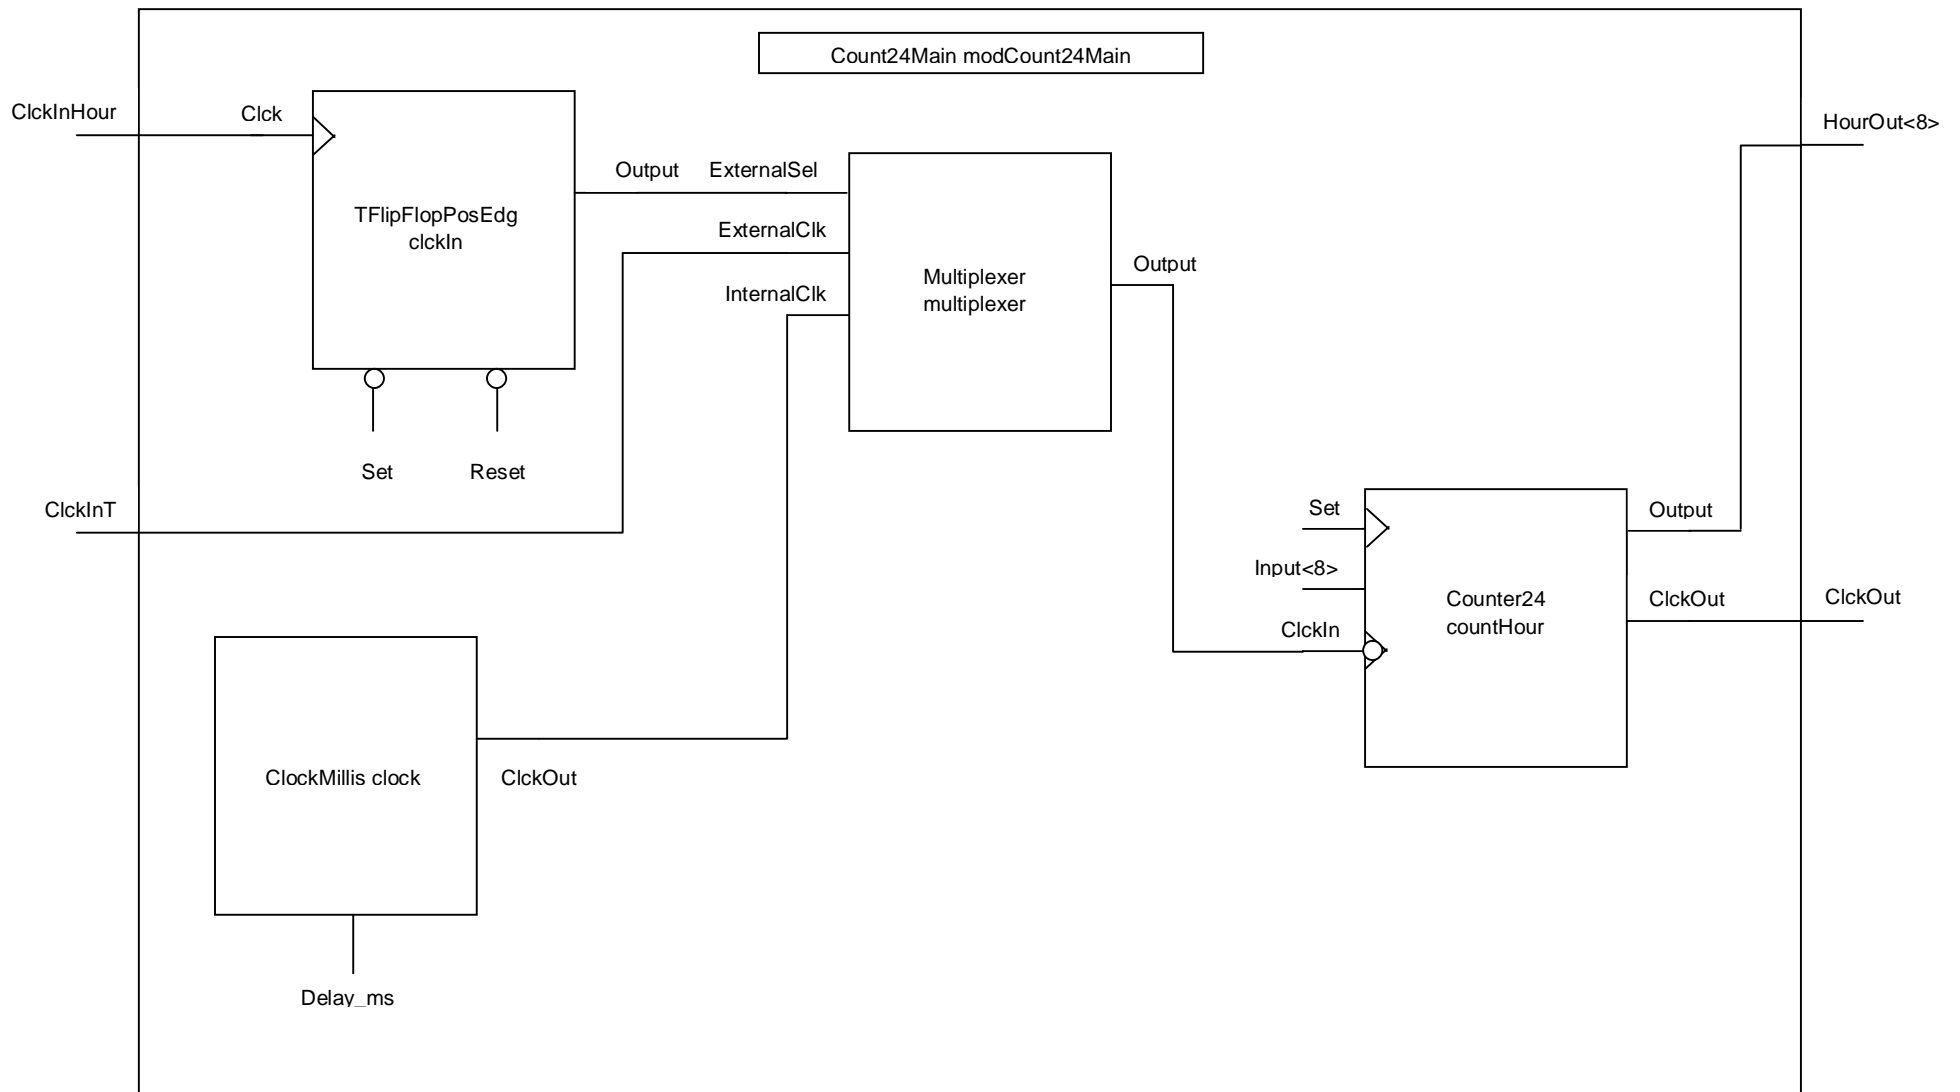 Count24Main modCount24Main
ClckInHour
Clck
HourOut<8>
Output
ExternalSel
TFlipFlopPosEdg
clckIn
ExternalClk
Output
Multiplexer
multiplexer
InternalClk
Set
Reset
ClckInT
Set
Output
Input<8>
Counter24
countHour
ClckOut
ClckOut
ClckIn
ClockMillis clock
ClckOut
Delay_ms